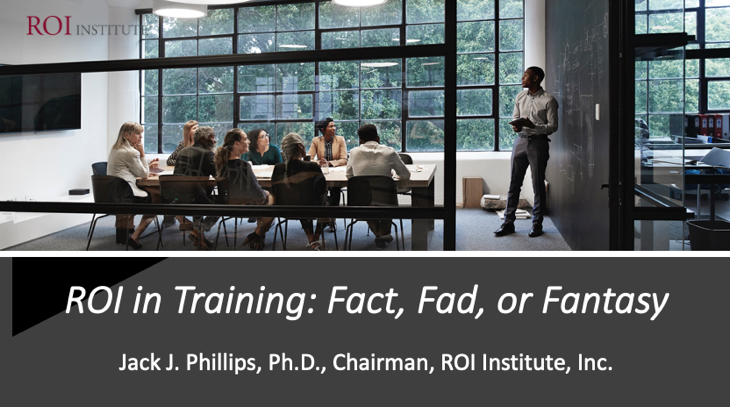 ROI INSTITUTE
ROI in Training: Fact, Fad, or Fantasy
Jack J. Phillips, Ph.D., Chairman, ROI Institute, Inc.